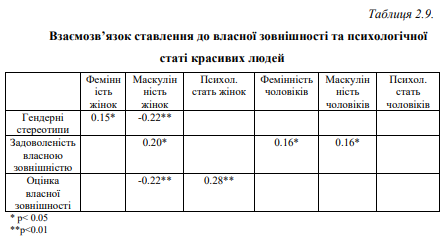 Таблиця 2.9.
Взаємозв’язок ставлення до власної зовнішності та психологічної
статі красивих людей
Фемінн
ість
жінок
Маскулін
ність
жінок
Психол.
стать жінок
Фемінність
чоловіків
Маскулін
ність
чоловіків
Психол.
стать
чоловіків
Гендерні
стереотипи
0.15*
-0.22**
Задоволеність
власною
зовнішністю
0.20*
0.16*
0.16*
Оцінка
власної
зовнішності
-0.22**
0.28**
* p< 0.05
**p<0.01